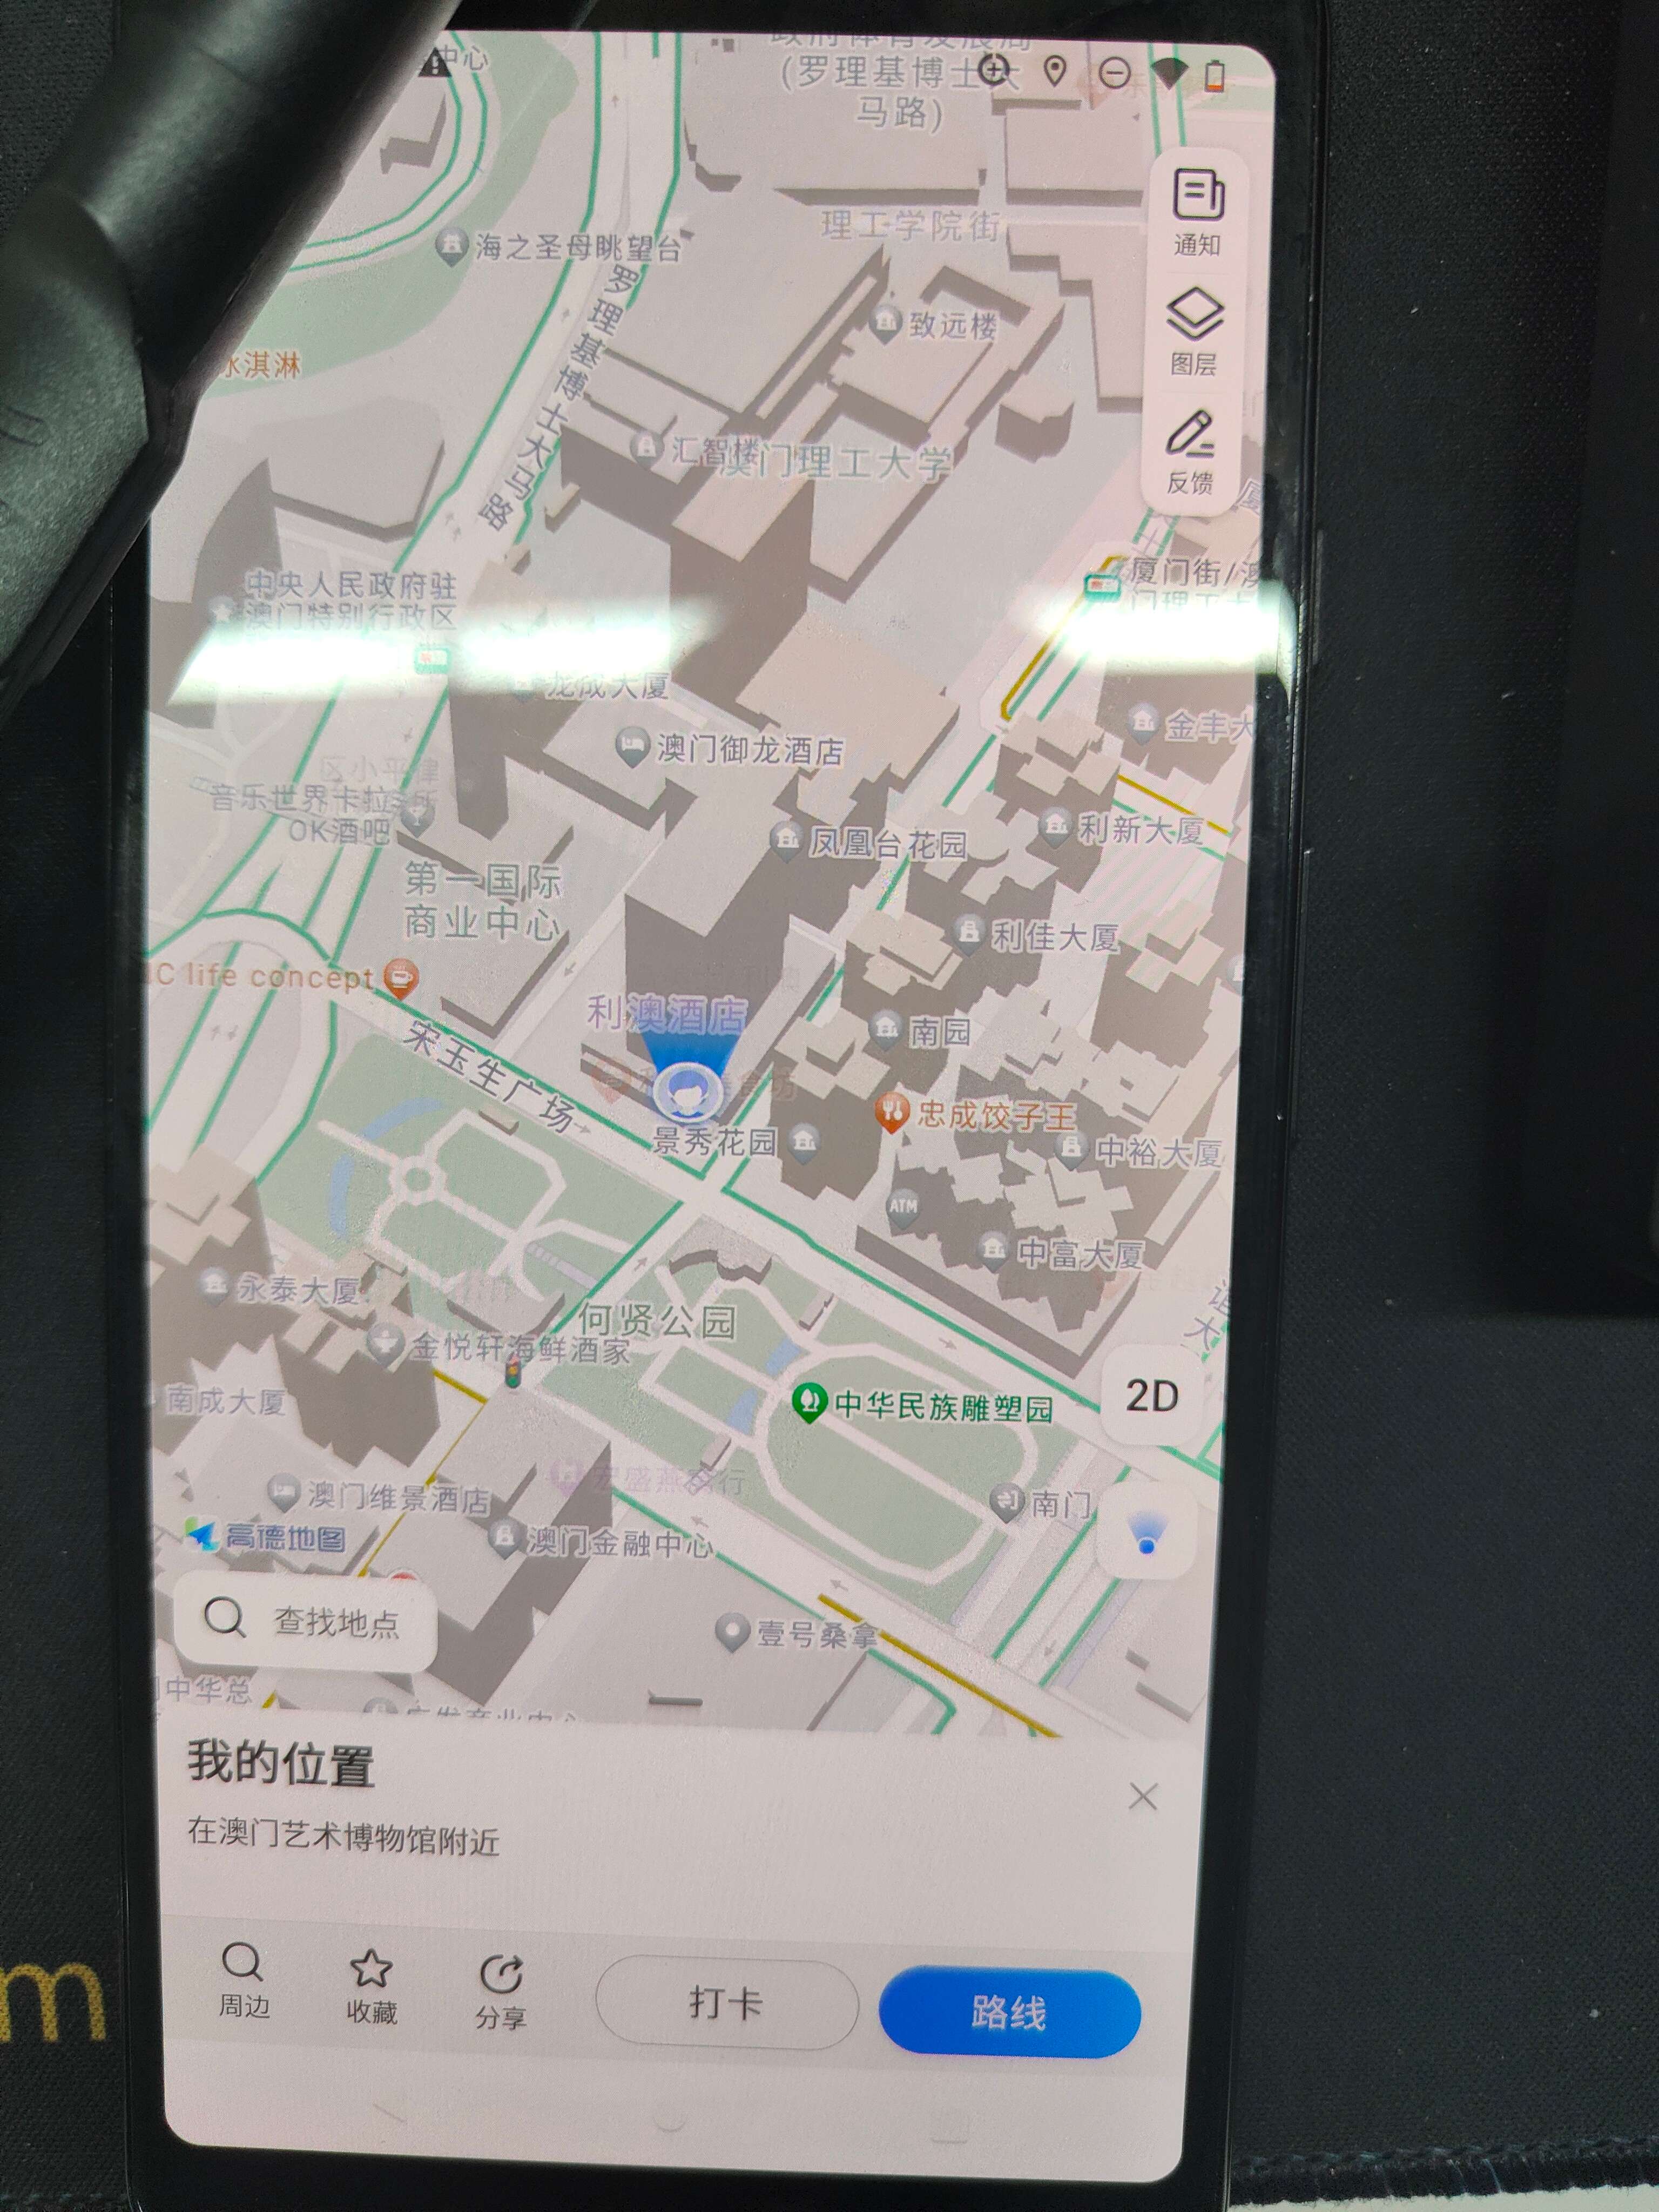 中心
(罗理基博士大
马路)
通知
理工学院街
海之圣母眺望台
图层
致远楼
冰淇淋
罗理基博士大马路
汇智楼
澳门理工大学
反馈
中央人民政府驻
澳门特别行政区
厦门街/澳
门理工大
龙成大厦
金丰大
澳门御龙酒店
音乐世界卡拉
OK酒吧
凤凰台花园
利新大厦
第一国际
商业中心
利佳大厦
C life concept
利澳酒店
南园
宋玉生广场
忠成饺子王
景秀花园
中裕大厦
ATM
中富大厦
永泰大厦
何贤公园
金悦轩海鲜酒家
2D
南成大厦
中华民族雕塑园
澳门维景酒店
南门
高德地图
澳门金融中心
查找地点
壹号桑拿
中华总
我的位置
在澳门艺术博物馆附近
周边
收藏
分享
打卡
路线
m